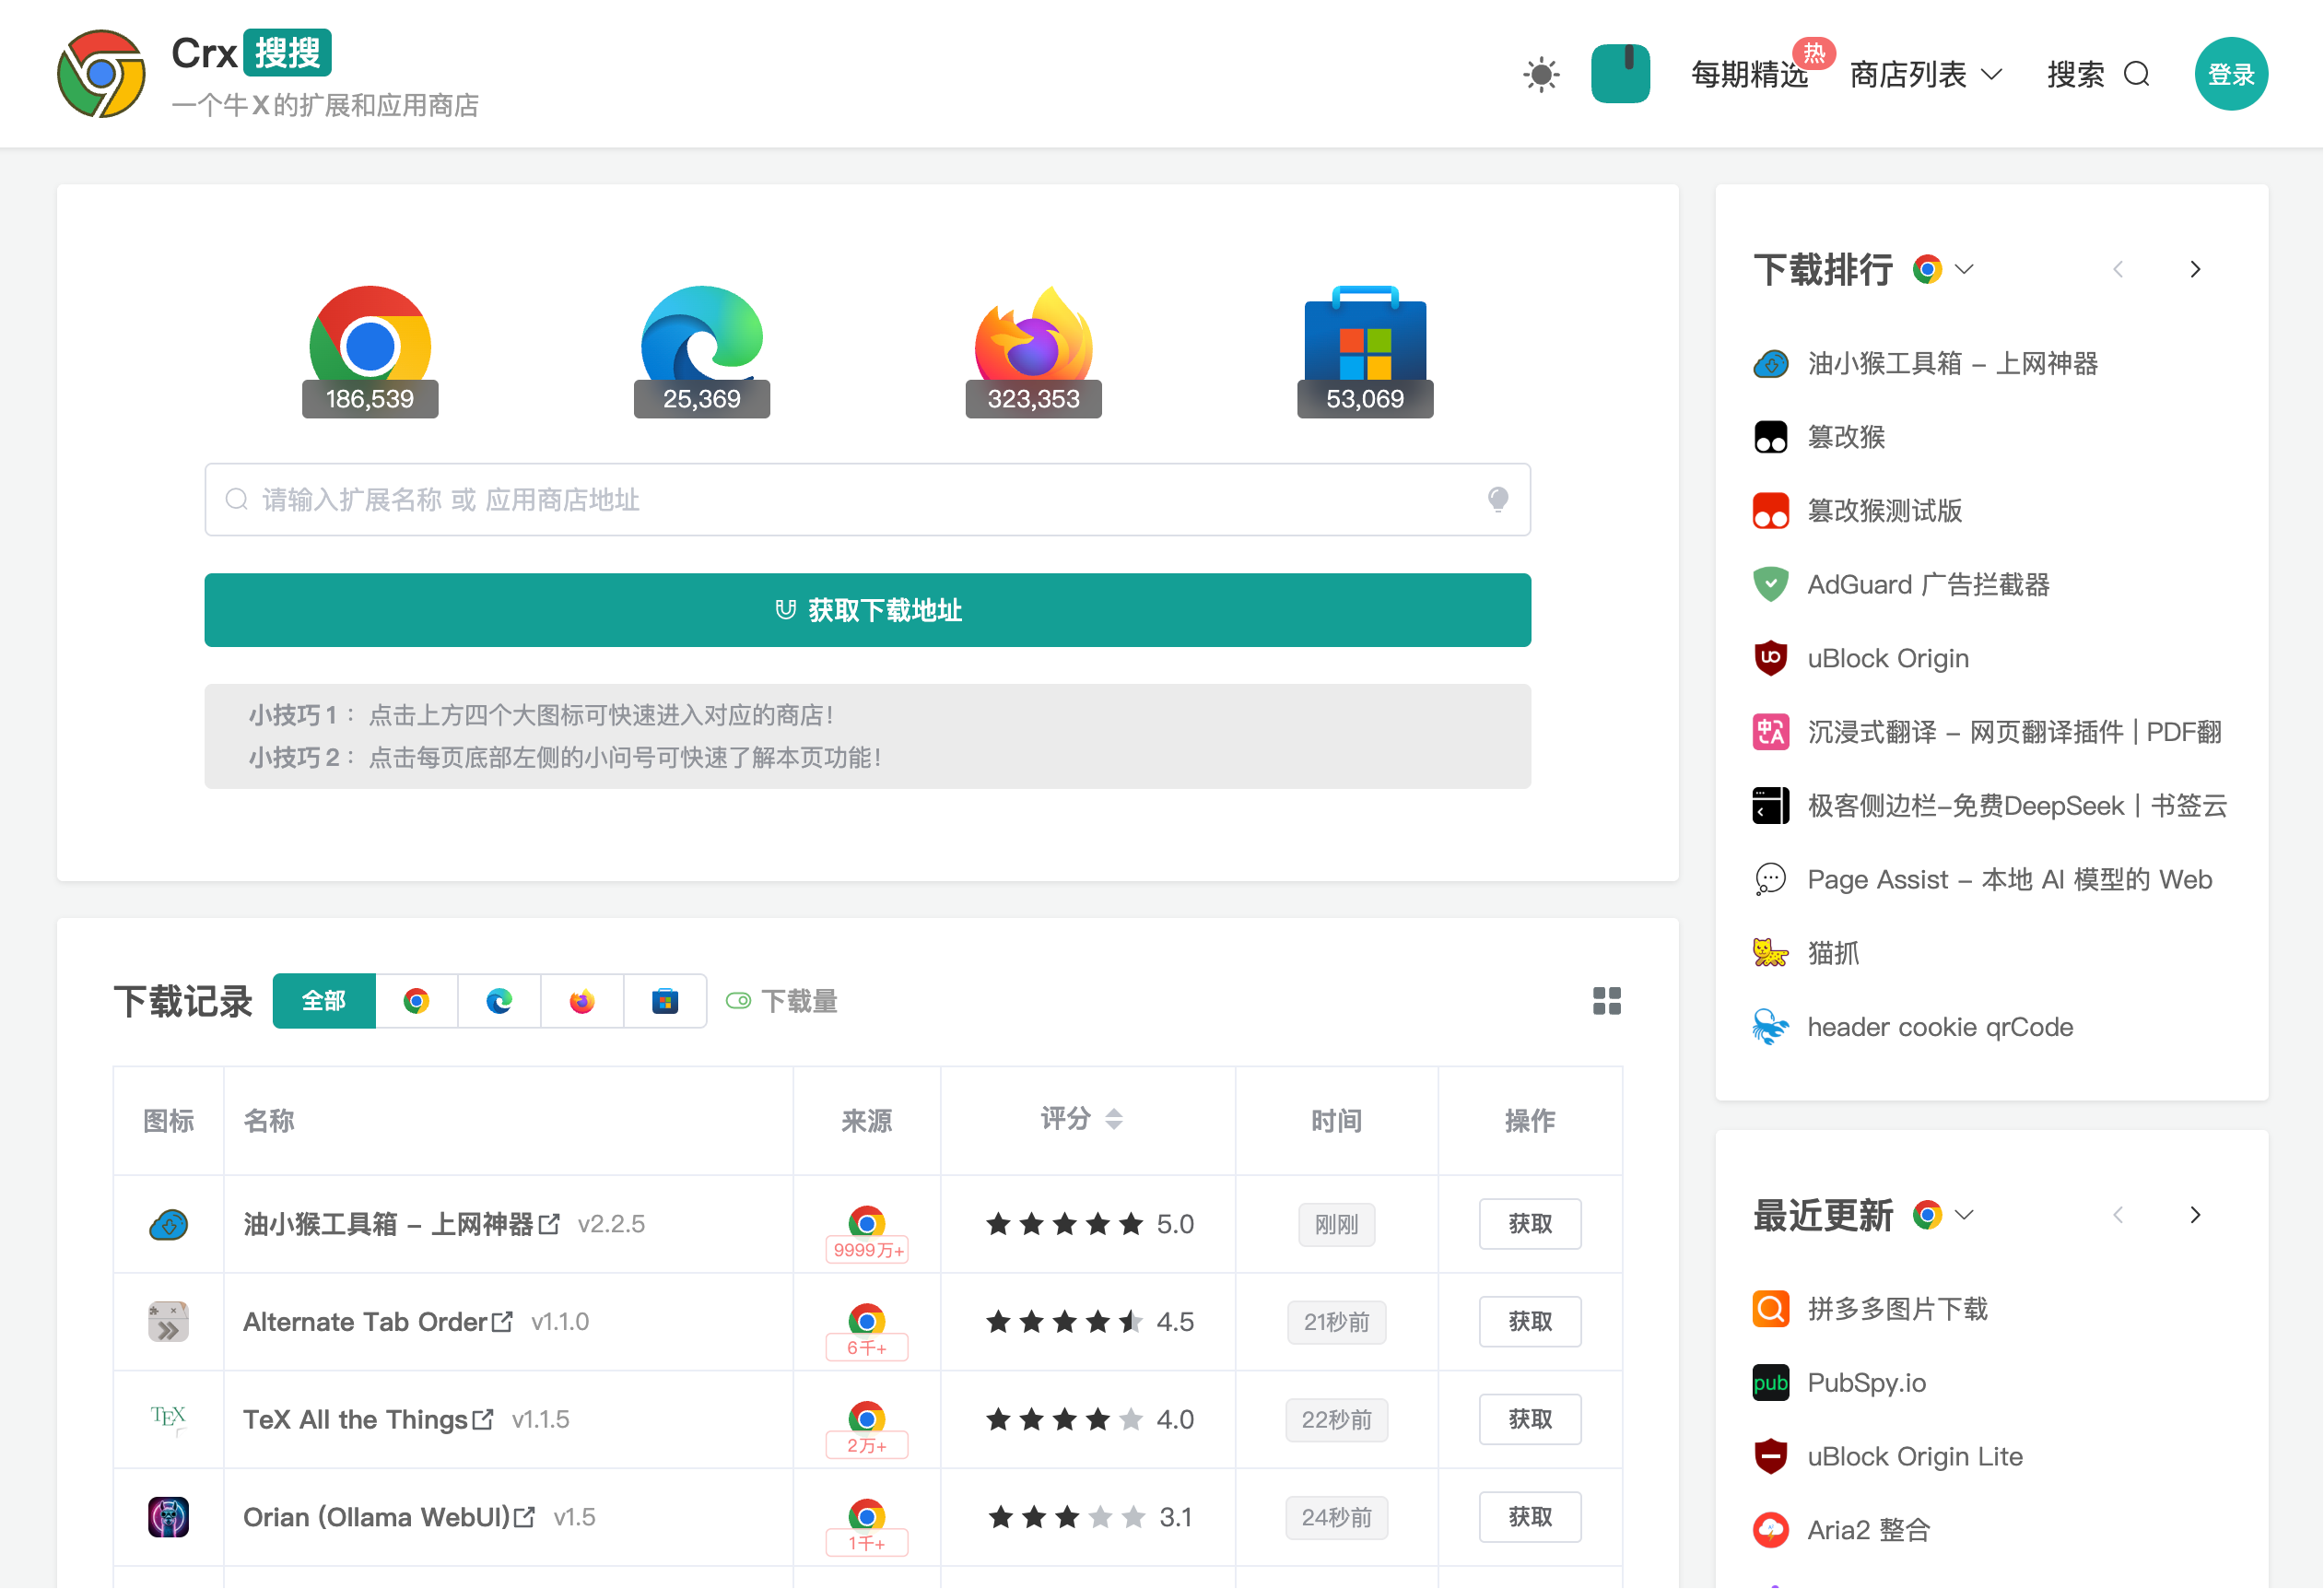 Crx 搜搜
一个牛X的扩展和应用商店
每期精选
热
商店列表
搜索
登录
186,539
25,369
323,353
53,069
请输入扩展名称 或 应用商店地址
获取下载地址
小技巧1：点击上方四个大图标可快速进入对应的商店！
小技巧2：点击每页底部左侧的小问号可快速了解本页功能！
下载记录
全部
下载量
图标 名称 来源 评分 时间 操作
油小猴工具箱 – 上网神器 v2.2.5 9999万+ 5.0 刚刚 获取
Alternate Tab Order v1.1.0 6千+ 4.5 21秒前 获取
TEX TeX All the Things v1.1.5 2万+ 4.0 22秒前 获取
Orian (Ollama WebUI) v1.5 1千+ 3.1 24秒前 获取
下载排行
油小猴工具箱 – 上网神器
篡改猴
篡改猴测试版
AdGuard 广告拦截器
uBlock Origin
沉浸式翻译 – 网页翻译插件 | PDF翻
极客侧边栏–免费DeepSeek丨书签云
Page Assist – 本地 AI 模型的 Web
猫抓
header cookie qrCode
最近更新
拼多多图片下载
pub PubSpy.io
uBlock Origin Lite
Aria2 整合